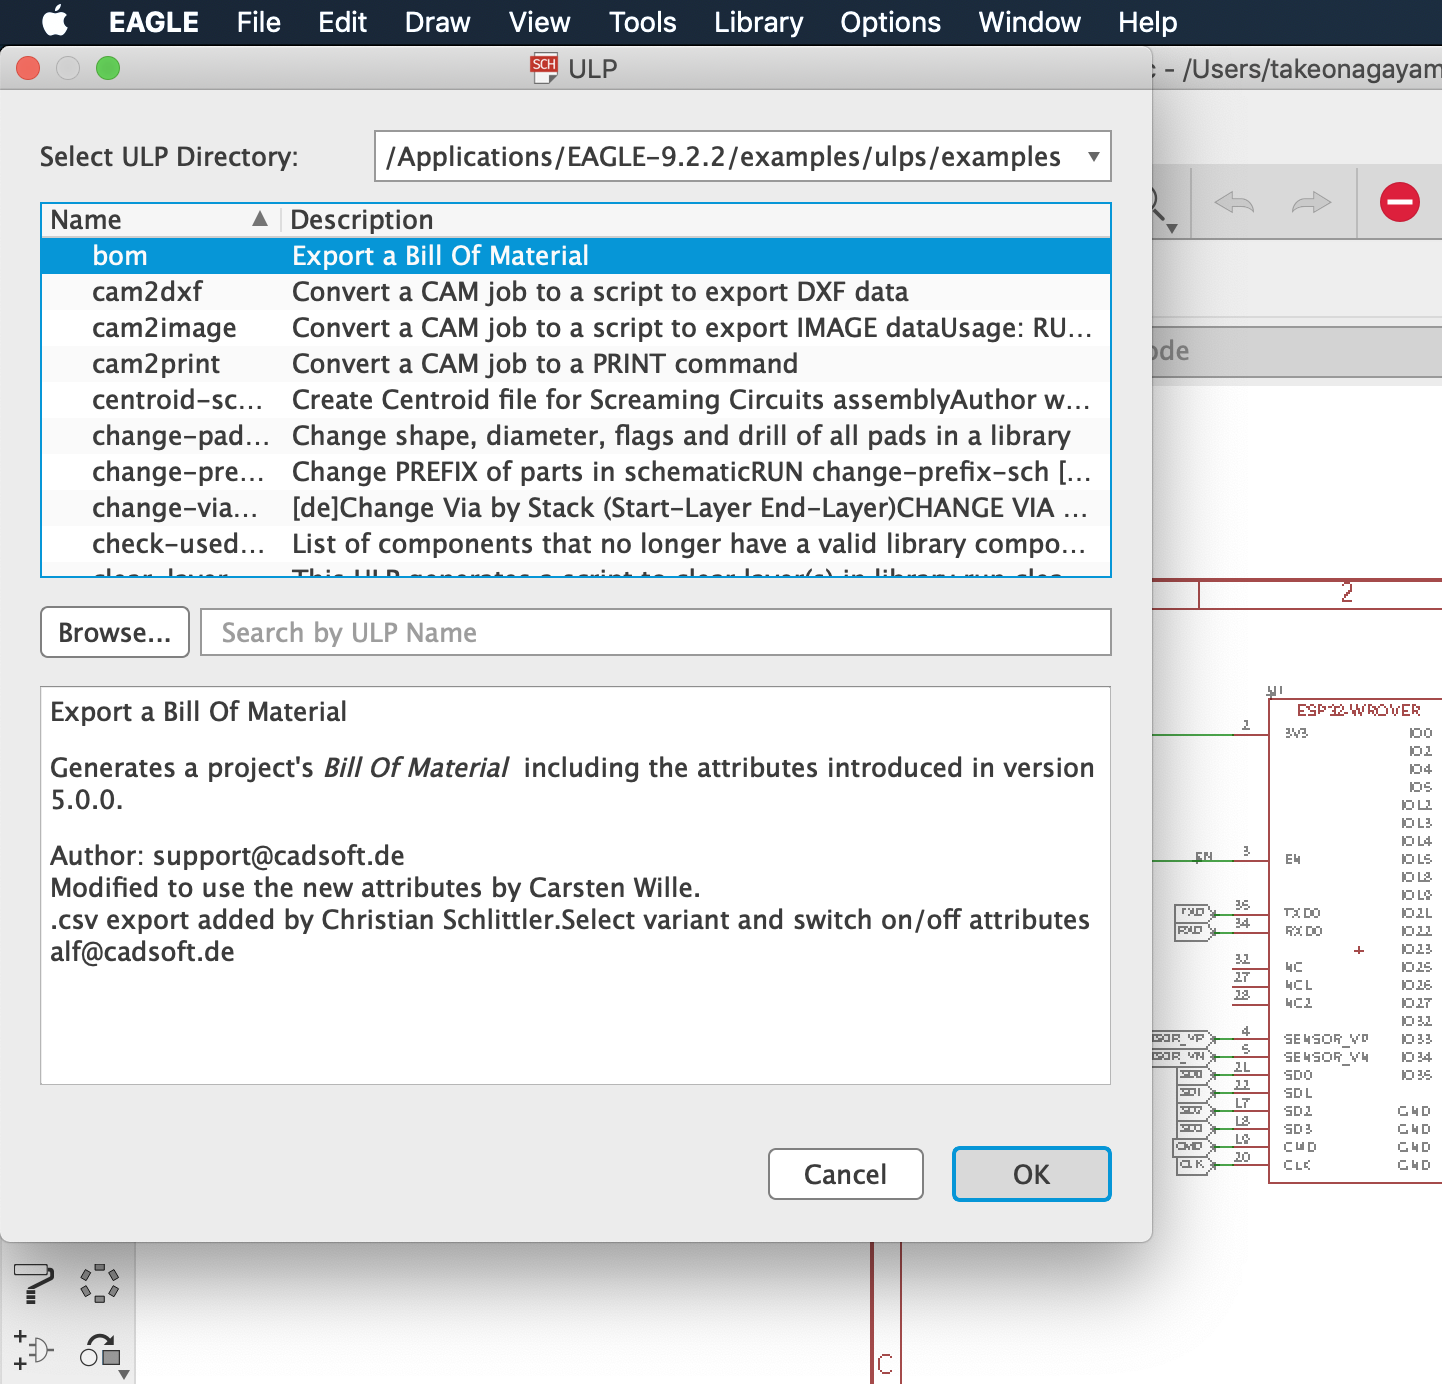 EAGLE File Edit Draw View Tools Library Options Window Help
SCH ULP
- /Users/takeonagayam
Select ULP Directory: /Applications/EAGLE-9.2.2/examples/ulps/examples
Name Description
bom Export a Bill Of Material
cam2dxf Convert a CAM job to a script to export DXF data
cam2image Convert a CAM job to a script to export IMAGE dataUsage: RU...
cam2print Convert a CAM job to a PRINT command
centroid-sc... Create Centroid file for Screaming Circuits assemblyAuthor w...
change-pad... Change shape, diameter, flags and drill of all pads in a library
change-pre... Change PREFIX of parts in schematicRUN change-prefix-sch [...
change-via... [de]Change Via by Stack (Start-Layer End-Layer)CHANGE VIA ...
check-used... List of components that no longer have a valid library compo...
Browse... Search by ULP Name
Export a Bill Of Material
Generates a project's Bill Of Material including the attributes introduced in version
5.0.0.
Author: support@cadsoft.de
Modified to use the new attributes by Carsten Wille.
.csv export added by Christian Schlittler.Select variant and switch on/off attributes
alf@cadsoft.de
Cancel OK
ode
2
ESP32-WROVER
2 3V3 IO0
IO2
IO4
IO5
IO12
IO13
IO14
EN 3 EN IO15
IO18
IO19
TXD 35 TXD0 IO21
RXD 34 RXD0 IO22
IO23
32 NC IO25
27 NC1 IO26
28 NC2 IO27
IO32
SOR_VP 4 SENSOR_VP IO33
SOR_VN 5 SENSOR_VN IO34
SD0 21 SD0 IO35
SD1 22 SD1
SD2 17 SD2 GND
SD3 18 SD3 GND
CMD 19 CMD GND
CLK 20 CLK GND
C